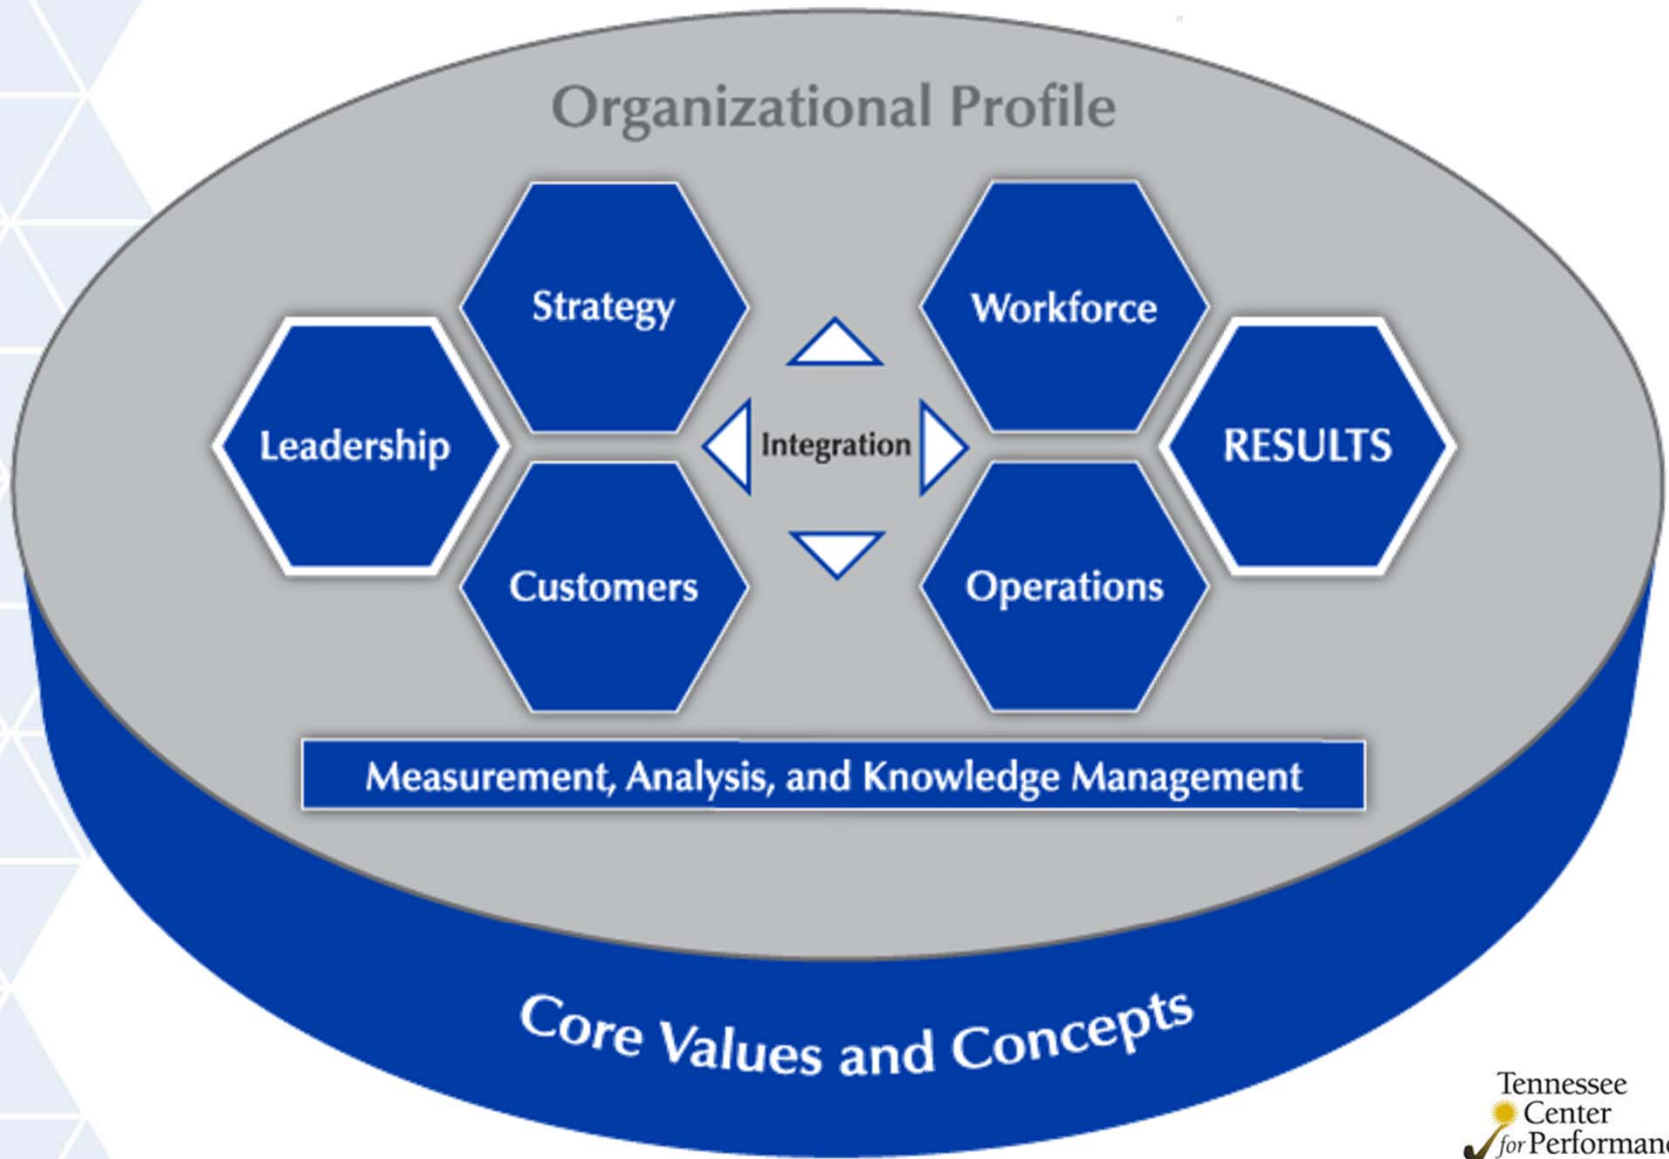 Organizational Profile
Strategy
Workforce
Leadership
Integration
RESULTS
Customers
Operations
Measurement, Analysis, and Knowledge Management
Core Values and Concepts
Tennessee
Center
for